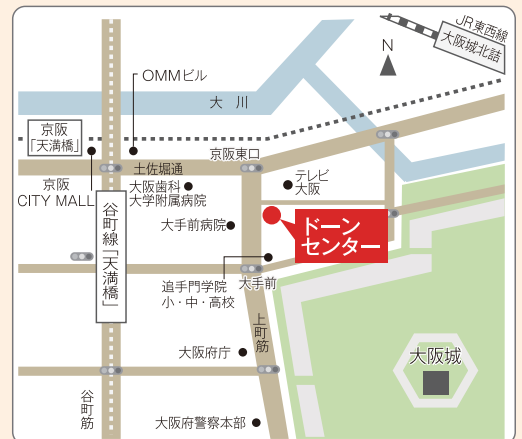 JR東西線
大阪城北詰
N
OMMビル
大 川
京阪
「天満橋」
京阪東口
土佐堀通
テレビ
大阪
京阪
CITY MALL
大阪歯科
大学附属病院
谷町線「天満橋」
大手前病院
ドーン
センター
追手門学院
小・中・高校
大手前
上町筋
大阪府庁
大阪城
谷町筋
大阪府警察本部